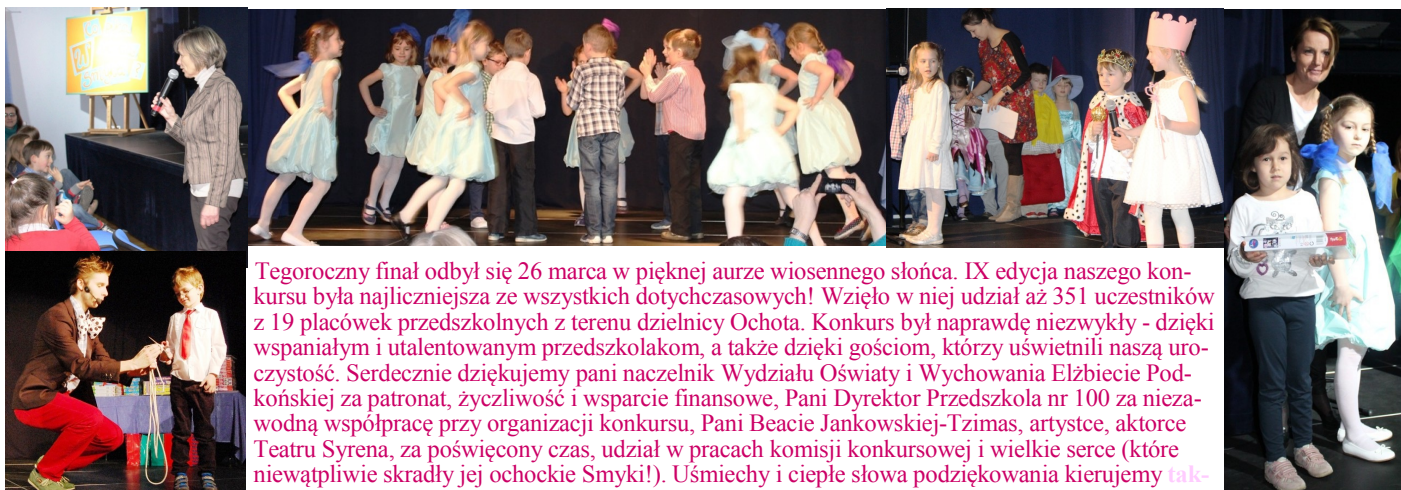 Tegoroczny finał odbył się 26 marca w pięknej aurze wiosennego słońca. IX edycja naszego kon-
kursu była najliczniejsza ze wszystkich dotychczasowych! Wzięło w niej udział aż 351 uczestników
z 19 placówek przedszkolnych z terenu dzielnicy Ochota. Konkurs był naprawdę niezwykły - dzięki
wspaniałym i utalentowanym przedszkolakom, a także dzięki gościom, którzy uświetnili naszą uro-
czystość. Serdecznie dziękujemy pani naczelnik Wydziału Oświaty i Wychowania Elżbiecie Pod-
końskiej za patronat, życzliwość i wsparcie finansowe, Pani Dyrektor Przedszkola nr 100 za nieza-
wodną współpracę przy organizacji konkursu, Pani Beacie Jankowskiej-Tzimas, artystce, aktorce
Teatru Syrena, za poświęcony czas, udział w pracach komisji konkursowej i wielkie serce (które
niewątpliwie skradły jej ochockie Smyki!). Uśmiechy i ciepłe słowa podziękowania kierujemy tak-